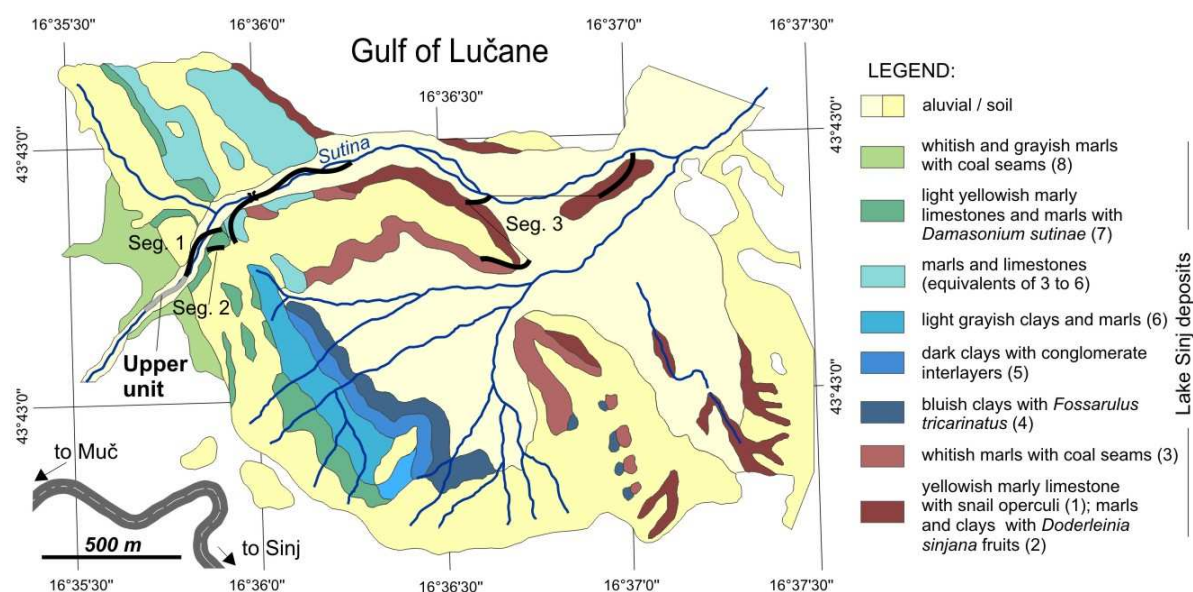 16°35'30"
16°36'0"
16°37'0"
16°37'30"
Gulf of Lučane
16°36'30"
43°43'0"
43°43'0"
Sutina
Seg. 1
Seg. 2
Seg. 3
Upper
unit
43°43'0"
43°43'0"
to Muč
to Sinj
500 m
16°35'30"
16°36'0"
16°36'30"
16°37'0"
16°37'30"
LEGEND:
aluvial / soil
whitish and grayish marls
with coal seams (8)
light yellowish marly
limestones and marls with
Damasonium sutinae (7)
marls and limestones
(equivalents of 3 to 6)
light grayish clays and marls (6)
dark clays with conglomerate
interlayers (5)
bluish clays with Fossarulus
tricarinatus (4)
whitish marls with coal seams (3)
yellowish marly limestone
with snail operculi (1); marls
and clays with Doderleinia
sinjana fruits (2)
Lake Sinj deposits